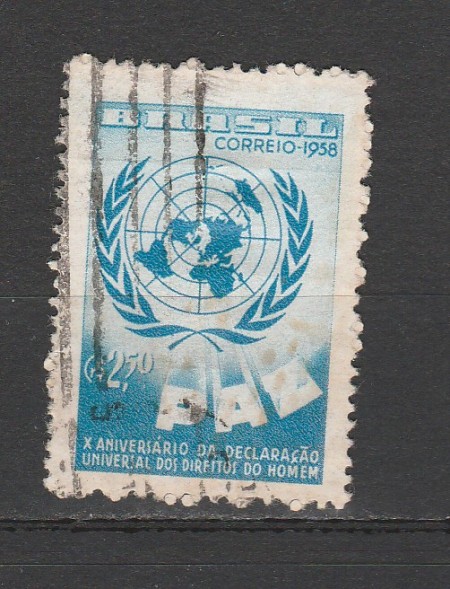 BRASIL
CORREIO-1958
Cr$2,50
PAZ
X ANIVERSÁRIO DA DECLARAÇÃO
UNIVERSAL DOS DIREITOS DO HOMEM